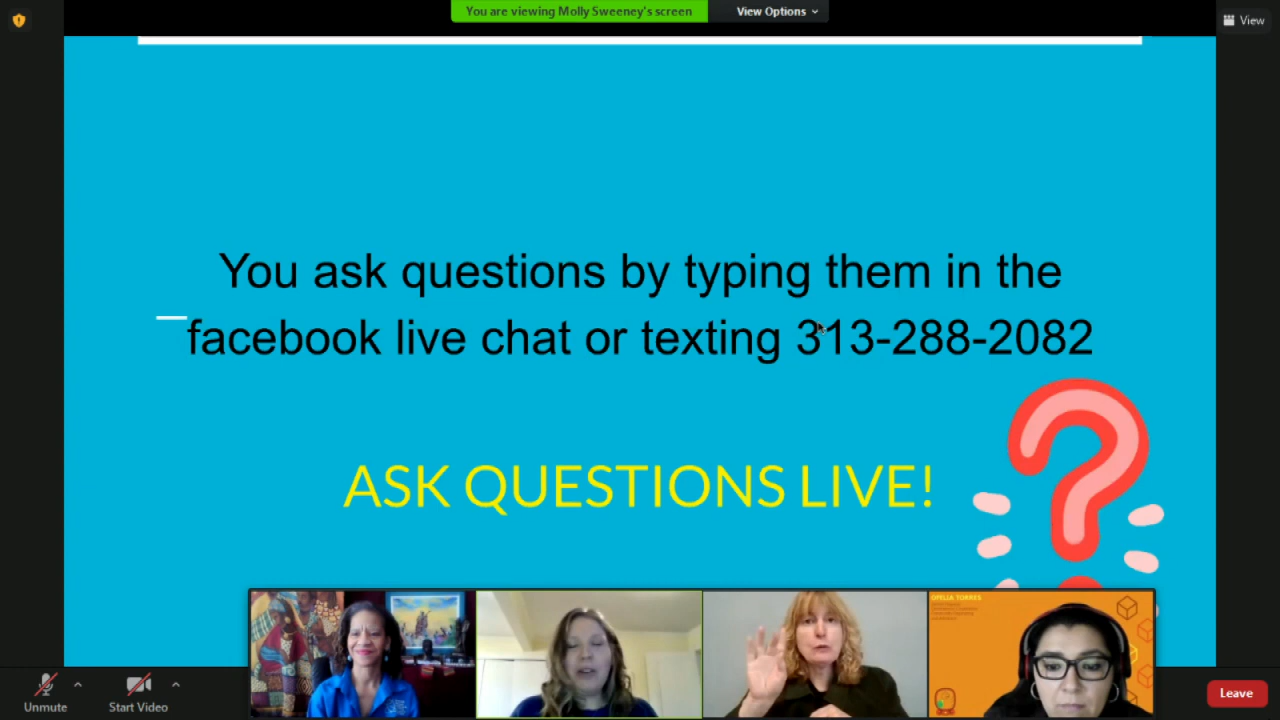 You are viewing Molly Sweeney's screen
View Options
View
You ask questions by typing them in the
facebook live chat or texting 313-288-2082
ASK QUESTIONS LIVE!
OFELIA TORRES
Unmute
Start Video
Leave